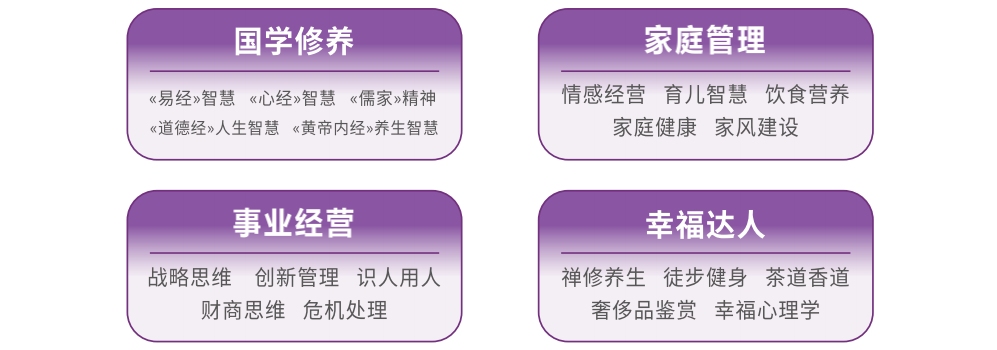 国学修养
«易经»智慧 «心经»智慧 «儒家»精神
«道德经»人生智慧 «黄帝内经»养生智慧
家庭管理
情感经营 育儿智慧 饮食营养
家庭健康 家风建设
事业经营
战略思维 创新管理 识人用人
财商思维 危机处理
幸福达人
禅修养生 徒步健身 茶道香道
奢侈品鉴赏 幸福心理学